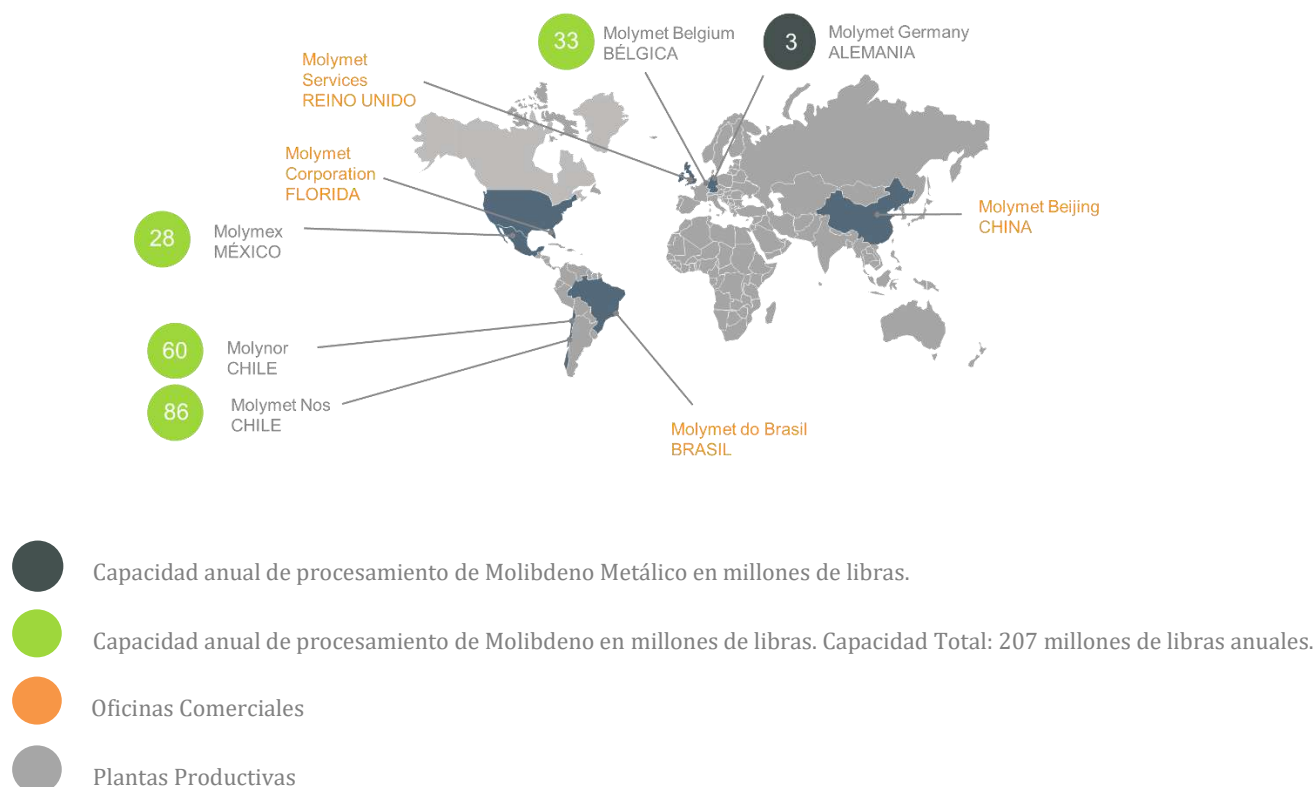 33
Molymet Belgium
BÉLGICA
3
Molymet Germany
ALEMANIA
Molymet
Services
REINO UNIDO
Molymet
Corporation
FLORIDA
Molymet Beijing
CHINA
28
Molymex
MÉXICO
60
Molynor
CHILE
86
Molymet Nos
CHILE
Molymet do Brasil
BRASIL
Capacidad anual de procesamiento de Molibdeno Metálico en millones de libras.
Capacidad anual de procesamiento de Molibdeno en millones de libras. Capacidad Total: 207 millones de libras anuales.
Oficinas Comerciales
Plantas Productivas